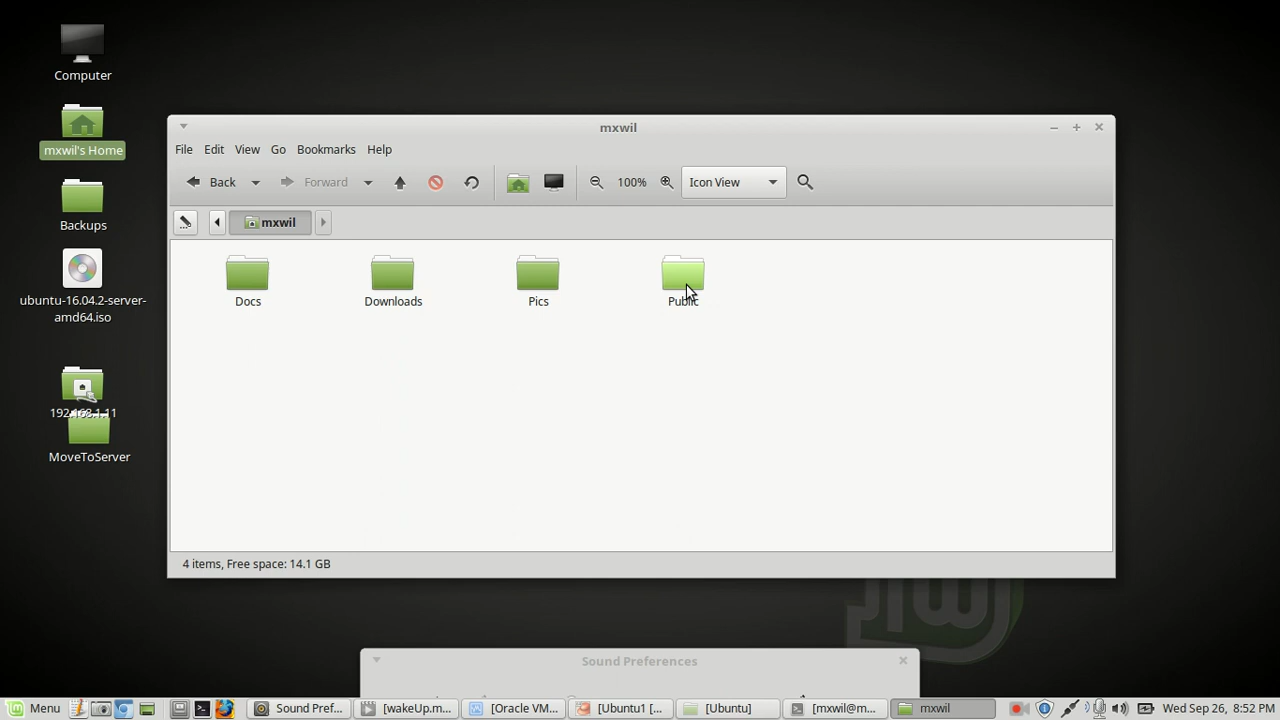 Computer
mxwil's Home
Backups
ubuntu-16.04.2-server-
amd64.iso
192.168.1.11
MoveToServer
mxwil
File Edit View Go Bookmarks Help
Back Forward 100% Icon View
mxwil
Docs Downloads Pics Public
4 items, Free space: 14.1 GB
Sound Preferences
Menu Sound Pref... [wakeUp.m... [Oracle VM... [Ubuntu1 [... [Ubuntu] [mxwil@m... mxwil Wed Sep 26, 8:52 PM